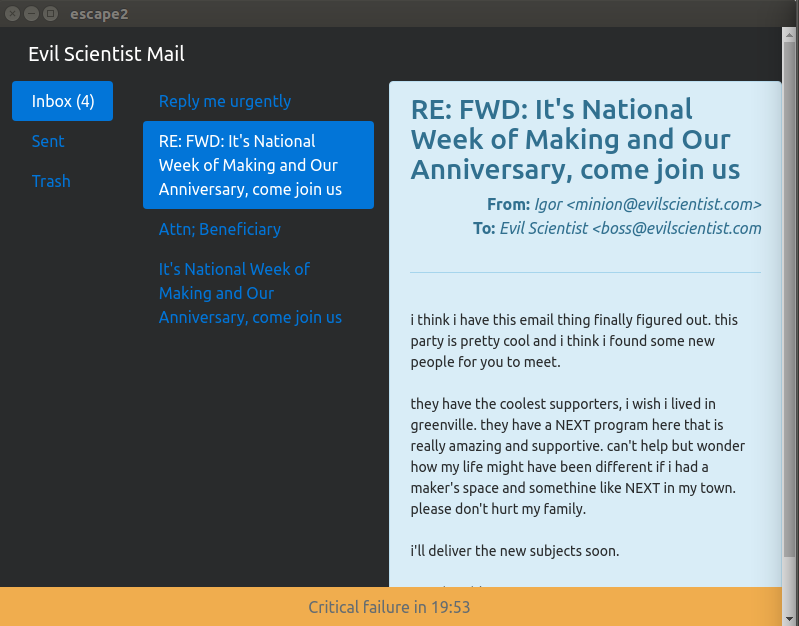 escape2
Evil Scientist Mail
Inbox (4)
Sent
Trash
Reply me urgently
RE: FWD: It's National
Week of Making and Our
Anniversary, come join us
Attn; Beneficiary
It's National Week of
Making and Our
Anniversary, come join us
RE: FWD: It's National
Week of Making and Our
Anniversary, come join us
From: Igor <minion@evilscientist.com>
To: Evil Scientist <boss@evilscientist.com
i think i have this email thing finally figured out. this
party is pretty cool and i think i found some new
people for you to meet.
they have the coolest supporters, i wish i lived in
greenville. they have a NEXT program here that is
really amazing and supportive. can't help but wonder
how my life might have been different if i had a
maker's space and somethine like NEXT in my town.
please don't hurt my family.
i'll deliver the new subjects soon.
Critical failure in 19:53